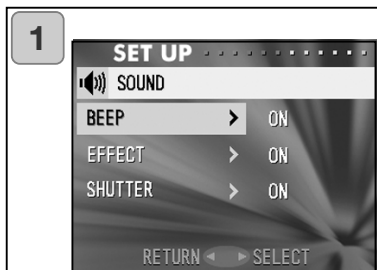 1
SET UP
SOUND
BEEP > ON
EFFECT > ON
SHUTTER > ON
RETURN ◄ ► SELECT